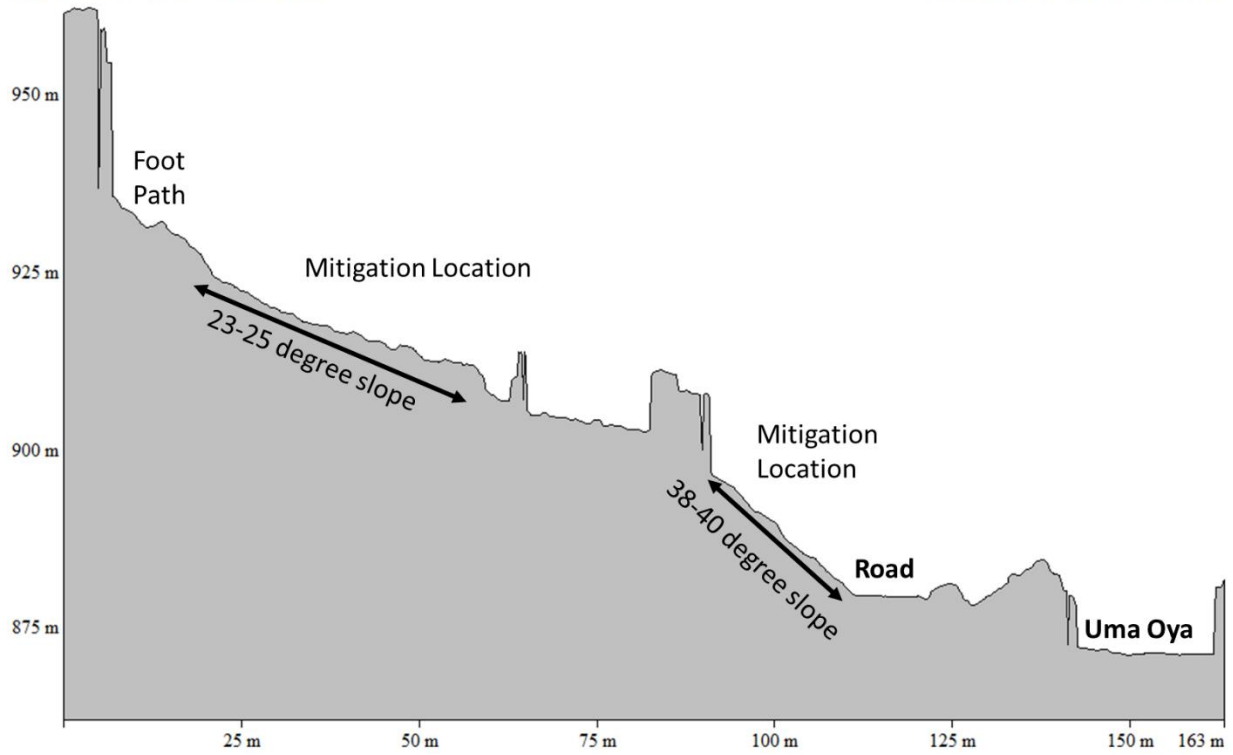 950 m
Foot
Path
925 m
Mitigation Location
23-25 degree slope
900 m
Mitigation
Location
38-40 degree slope
Road
875 m
Uma Oya
25 m
50 m
75 m
100 m
125 m
150 m
163 m